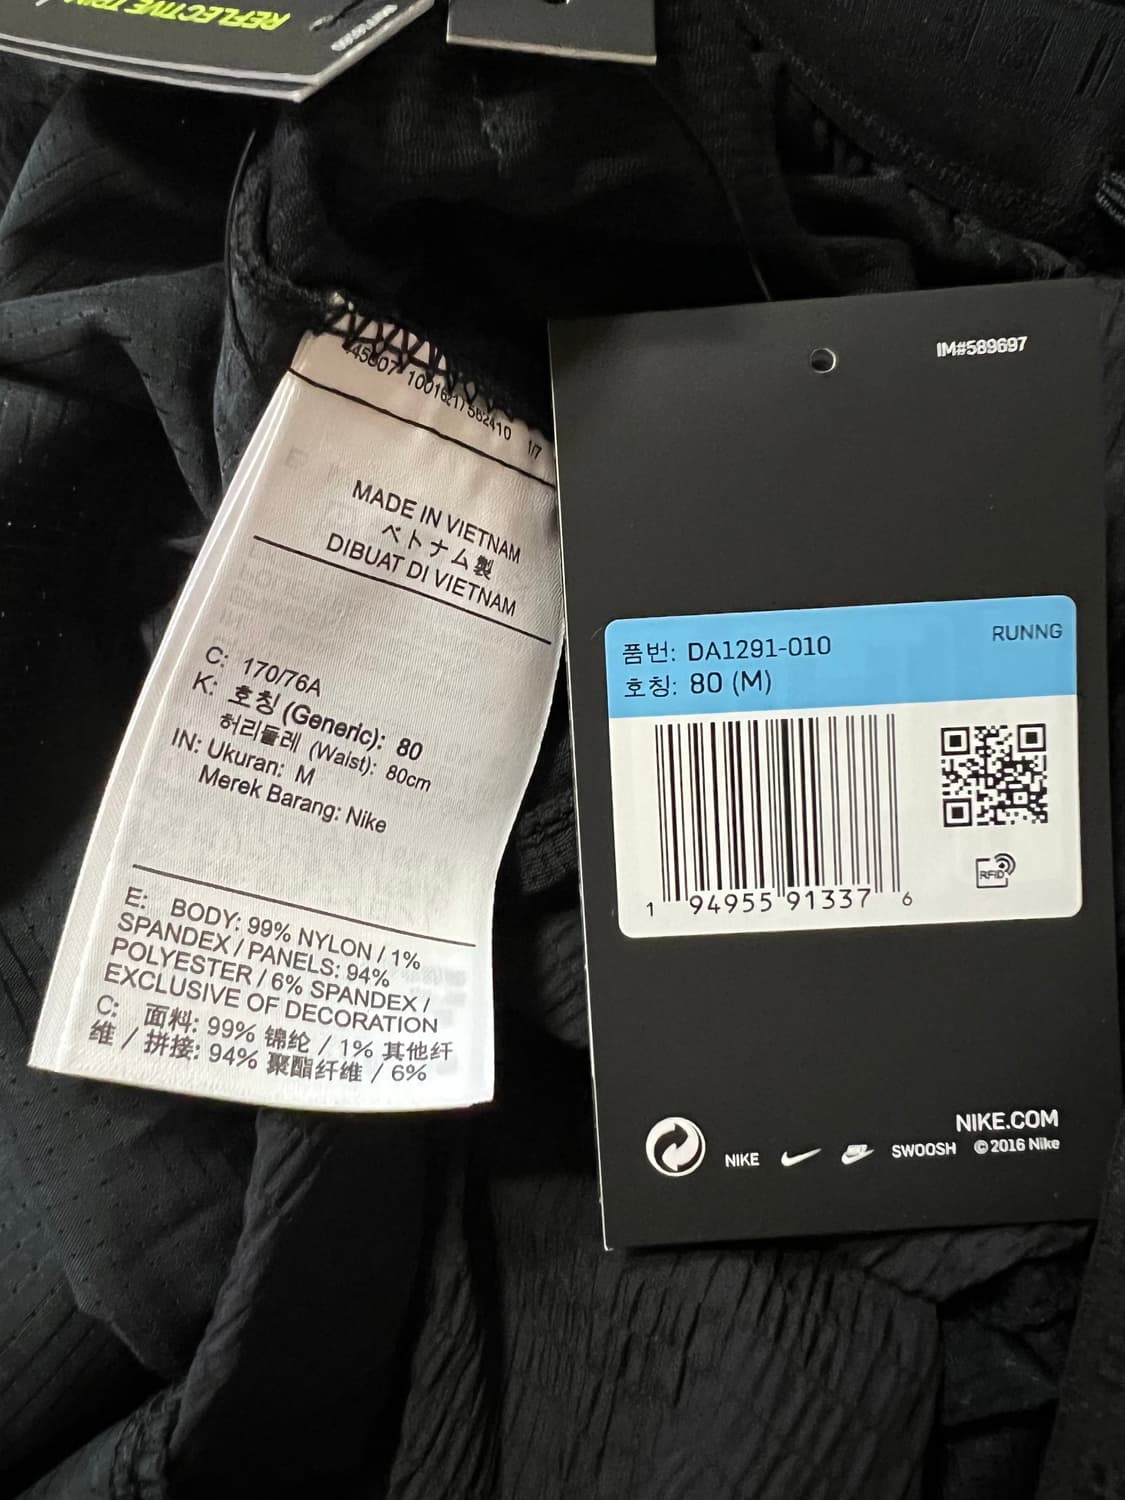 REFLECTIVE TRIM
10016217562410 1/7
MADE IN VIETNAM
ベトナム製
DIBUAT DI VIETNAM
C: 170/76A
K: 호칭 (Generic): 80
허리둘레 (Waist): 80cm
IN: Ukuran: M
Merek Barang: Nike
E: BODY: 99% NYLON / 1%
SPANDEX / PANELS: 94%
POLYESTER / 6% SPANDEX /
EXCLUSIVE OF DECORATION
C: 面料: 99% 锦纶 / 1% 其他纤
维 / 拼接: 94% 聚酯纤维 / 6%
IM#589697
RUNNG
품번: DA1291-010
호칭: 80 (M)
1 94955 91337 6
RFID
NIKE.COM
NIKE SWOOSH © 2016 Nike